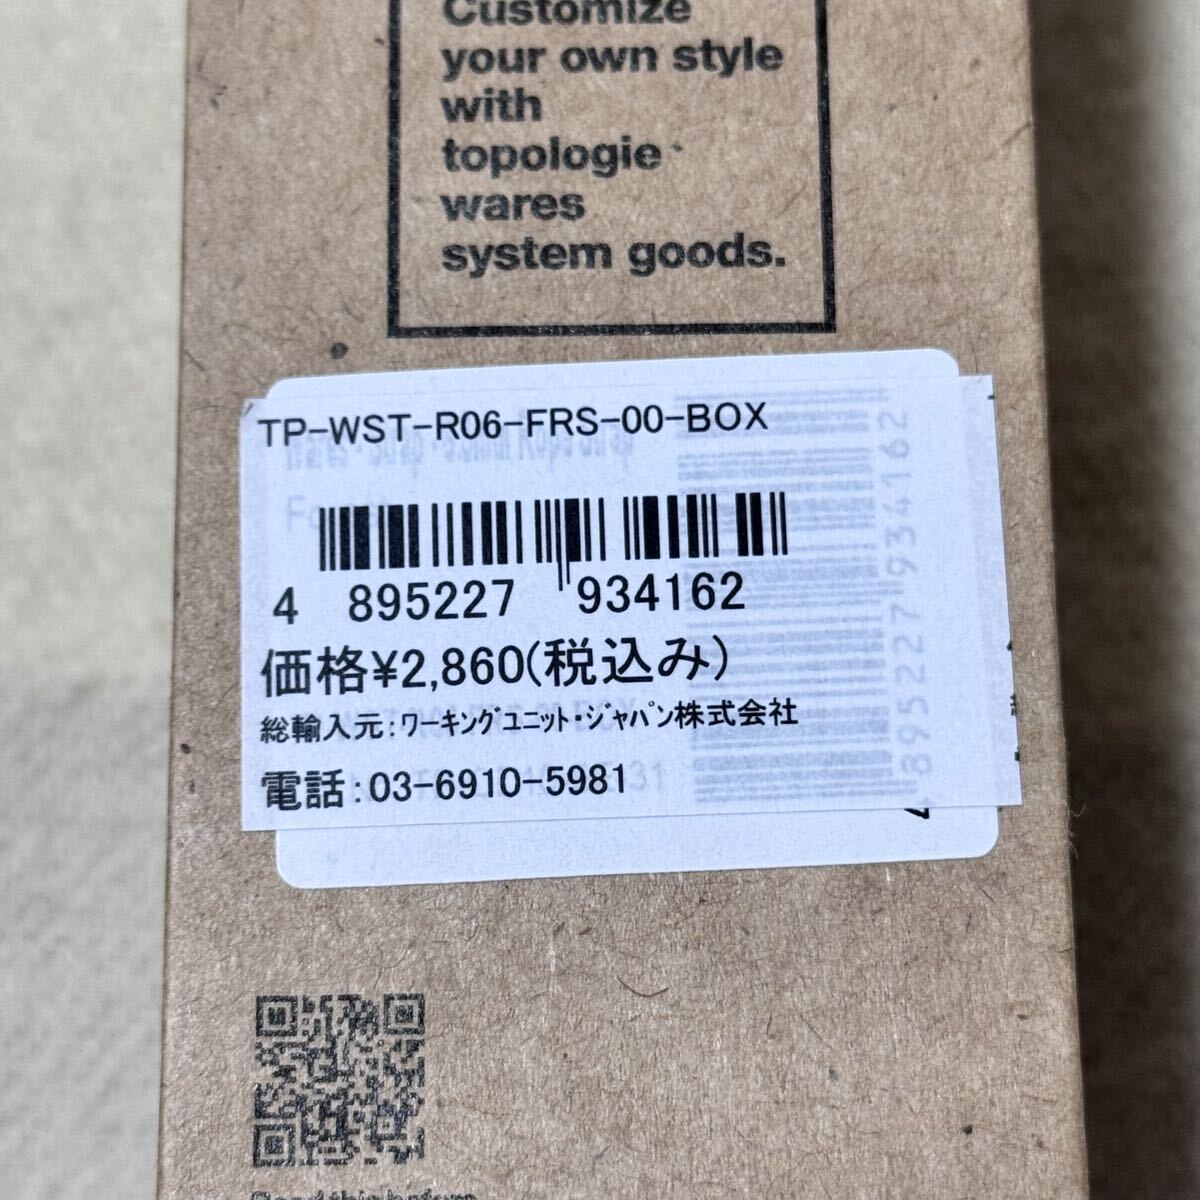 Customize
your own style
with
topologie
wares
system goods.
TP-WST-R06-FRS-00-BOX
4 895227 934162
価格¥2,860(税込み)
総輸入元:ワーキングユニット・ジャパン株式会社
電話:03-6910-5981
895227 934162